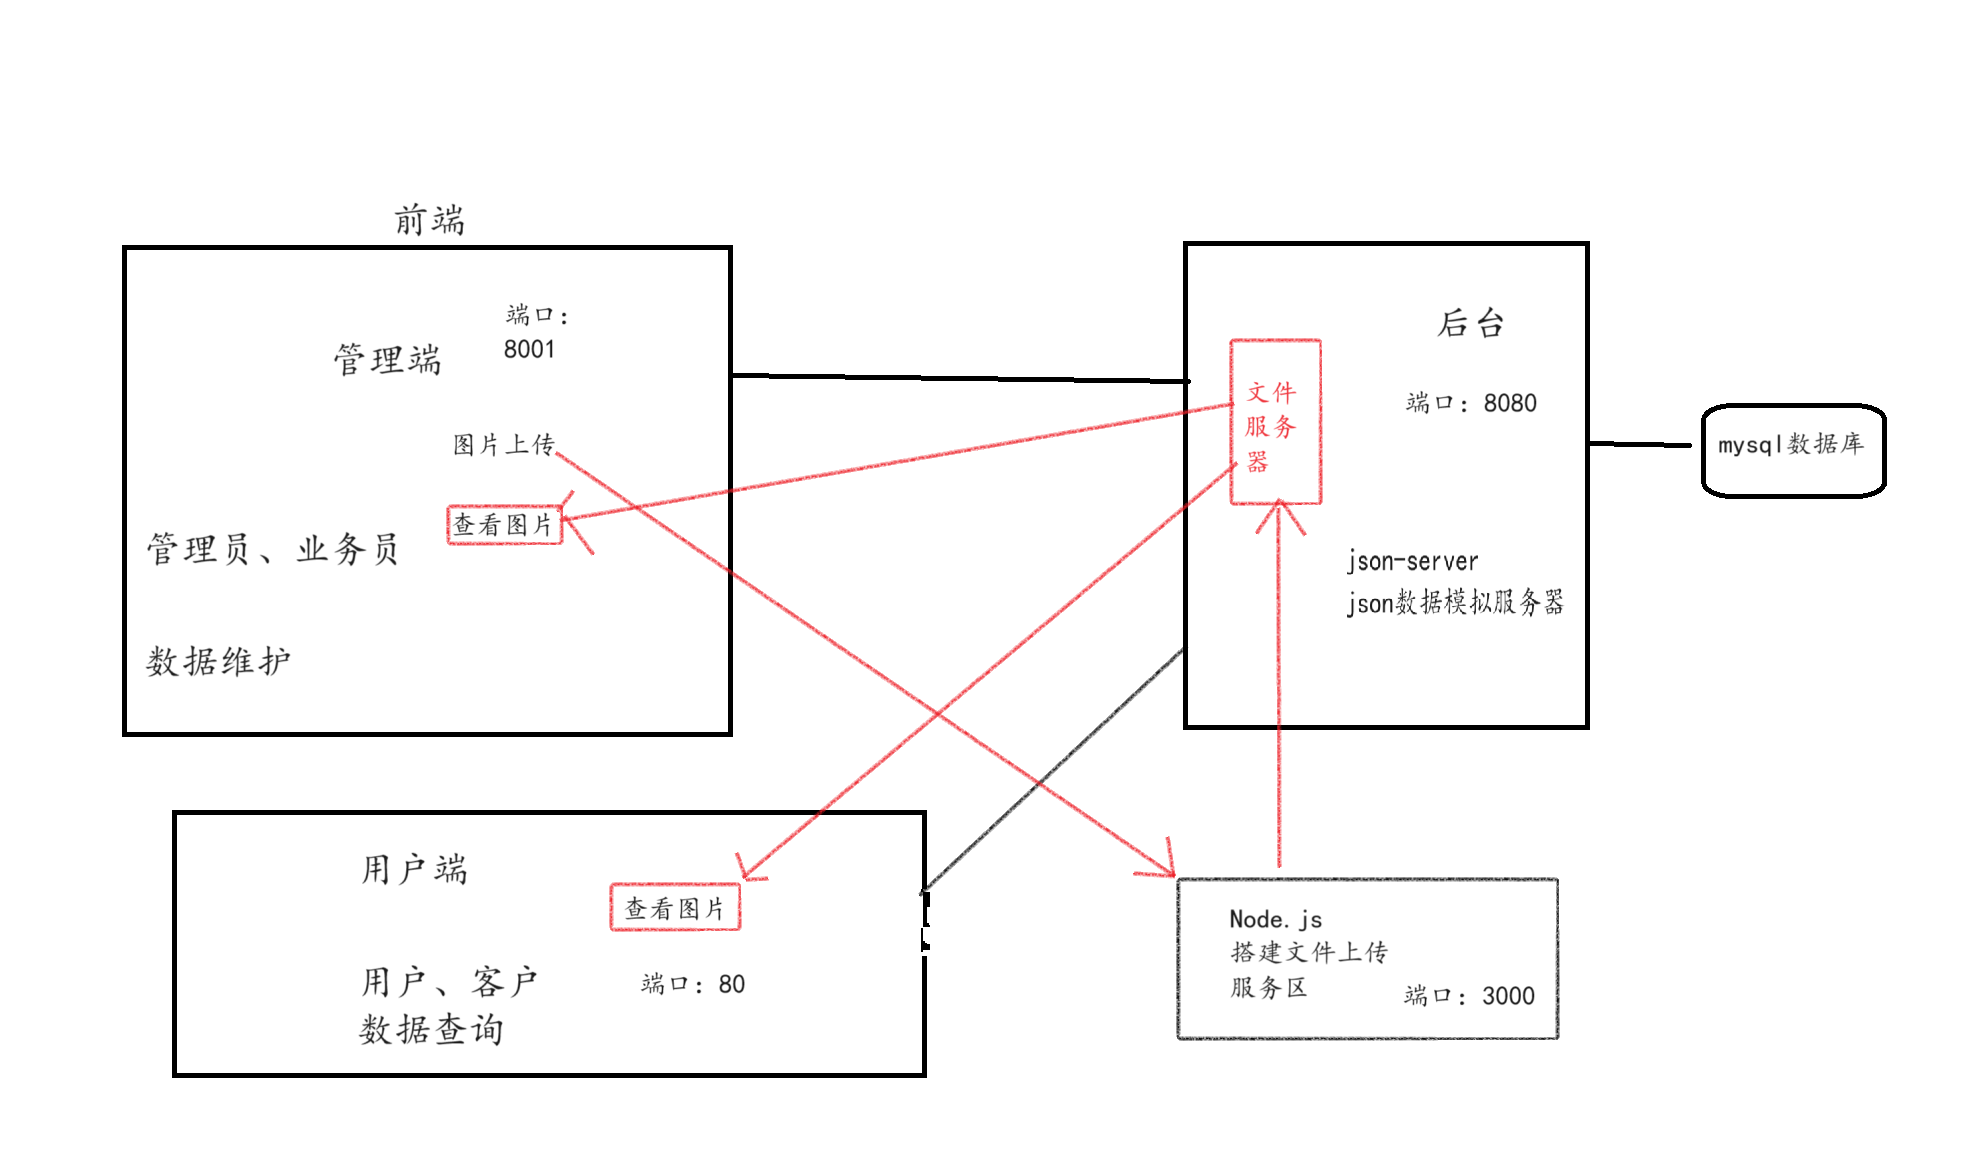 前端
端口：
8001
管理端
图片上传
查看图片
管理员、业务员
数据维护
后台
文件
服务
器
端口：8080
json-server
json数据模拟服务器
mysql数据库
用户端
查看图片
用户、客户
数据查询
端口：80
Node.js
搭建文件上传
服务区
端口：3000